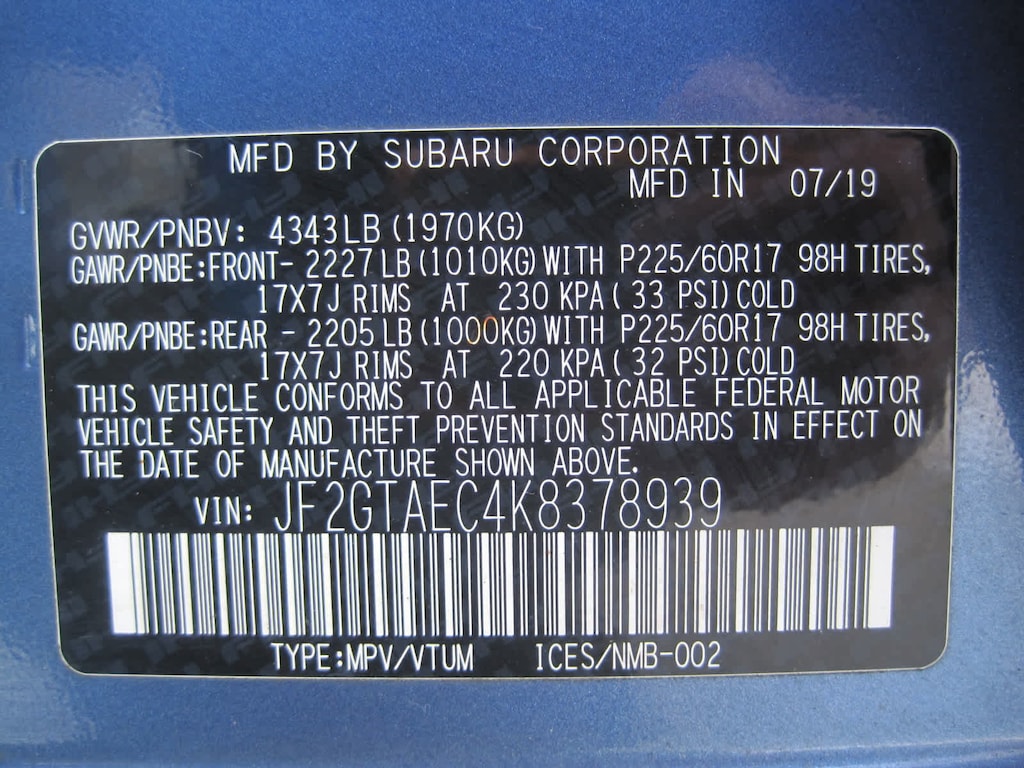 MFD BY SUBARU CORPORATION
MFD IN 07/19
GVWR/PNBV: 4343LB (1970KG)
GAWR/PNBE:FRONT- 2227LB (1010KG) WITH P225/60R17 98H TIRES,
17X7J RIMS AT 230 KPA( 33 PSI) COLD
GAWR/PNBE:REAR - 2205LB (1000KG) WITH P225/60R17 98H TIRES,
17X7J RIMS AT 220 KPA( 32 PSI) COLD
THIS VEHICLE CONFORMS TO ALL APPLICABLE FEDERAL MOTOR
VEHICLE SAFETY AND THEFT PREVENTION STANDARDS IN EFFECT ON
THE DATE OF MANUFACTURE SHOWN ABOVE.
VIN: JF2GTAEC4K8378939
TYPE:MPV/VTUM ICES/NMB-002